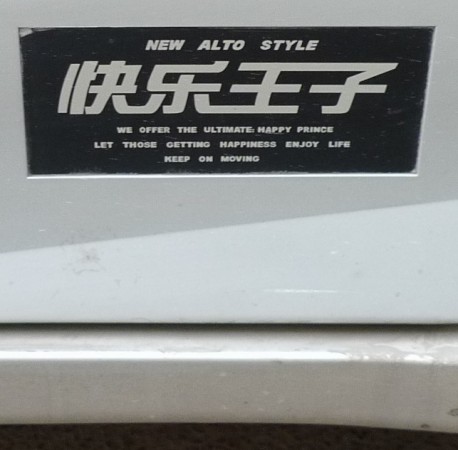 NEW ALTO STYLE
快乐王子
WE OFFER THE ULTIMATE: HAPPY PRINCE
LET THOSE GETTING HAPPINESS ENJOY LIFE
KEEP ON MOVING